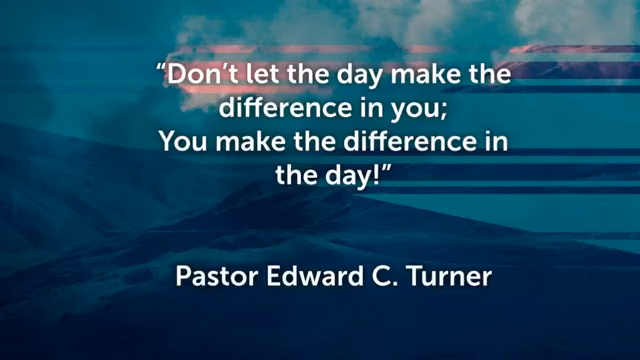 “Don’t let the day make the
difference in you;
You make the difference in
the day!”
Pastor Edward C. Turner